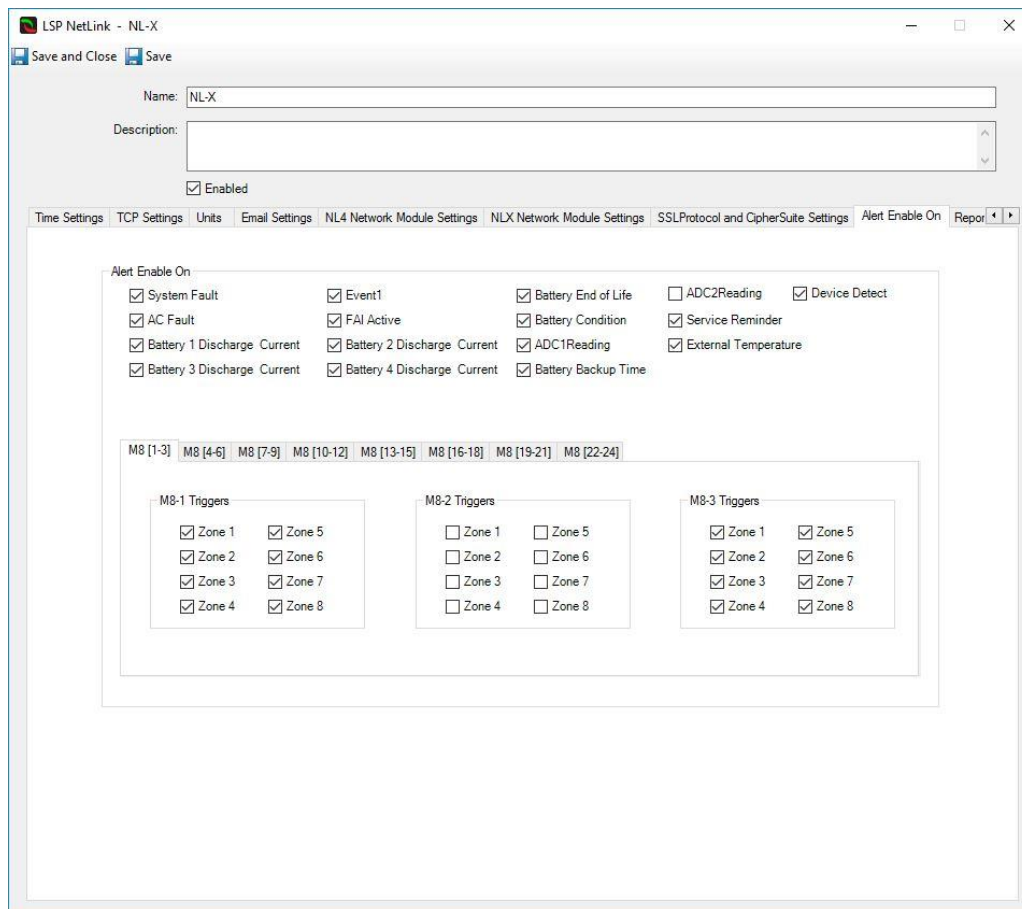 LSP NetLink - NL-X
Save and Close Save
Name: NL-X
Description:
Enabled
Time Settings TCP Settings Units Email Settings NL4 Network Module Settings NLX Network Module Settings SSLProtocol and CipherSuite Settings Alert Enable On Repor
Alert Enable On
System Fault Event1 Battery End of Life ADC2Reading Device Detect
AC Fault FAI Active Battery Condition Service Reminder
Battery 1 Discharge Current Battery 2 Discharge Current ADC1Reading External Temperature
Battery 3 Discharge Current Battery 4 Discharge Current Battery Backup Time
M8 [1-3] M8 [4-6] M8 [7-9] M8 [10-12] M8 [13-15] M8 [16-18] M8 [19-21] M8 [22-24]
M8-1 Triggers M8-2 Triggers M8-3 Triggers
Zone 1 Zone 5 Zone 1 Zone 5 Zone 1 Zone 5
Zone 2 Zone 6 Zone 2 Zone 6 Zone 2 Zone 6
Zone 3 Zone 7 Zone 3 Zone 7 Zone 3 Zone 7
Zone 4 Zone 8 Zone 4 Zone 8 Zone 4 Zone 8